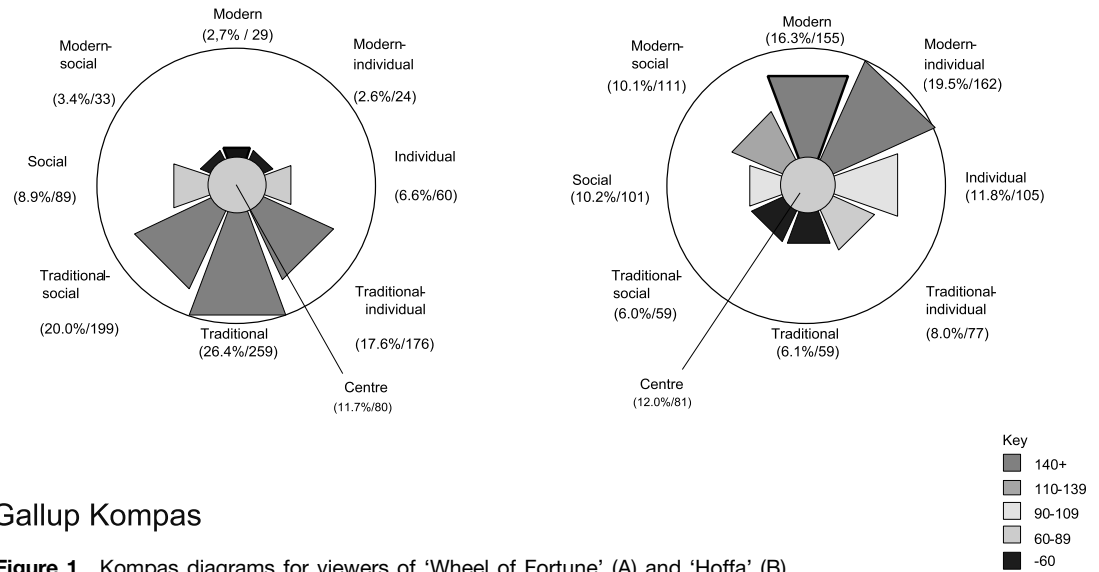 Modern
(2,7% / 29)
Modern-
social
(3.4%/33)
Modern-
individual
(2.6%/24)
Social
(8.9%/89)
Individual
(6.6%/60)
Traditional-
social
(20.0%/199)
Traditional
(26.4%/259)
Traditional-
individual
(17.6%/176)
Centre
(11.7%/80)
Modern
(16.3%/155)
Modern-
social
(10.1%/111)
Modern-
individual
(19.5%/162)
Social
(10.2%/101)
Individual
(11.8%/105)
Traditional-
social
(6.0%/59)
Traditional
(6.1%/59)
Traditional-
individual
(8.0%/77)
Centre
(12.0%/81)
Key
140+
110-139
90-109
60-89
-60
Gallup Kompas
Figure 1 Kompas diagrams for viewers of ‘Wheel of Fortune’ (A) and ‘Hoffa’ (B)